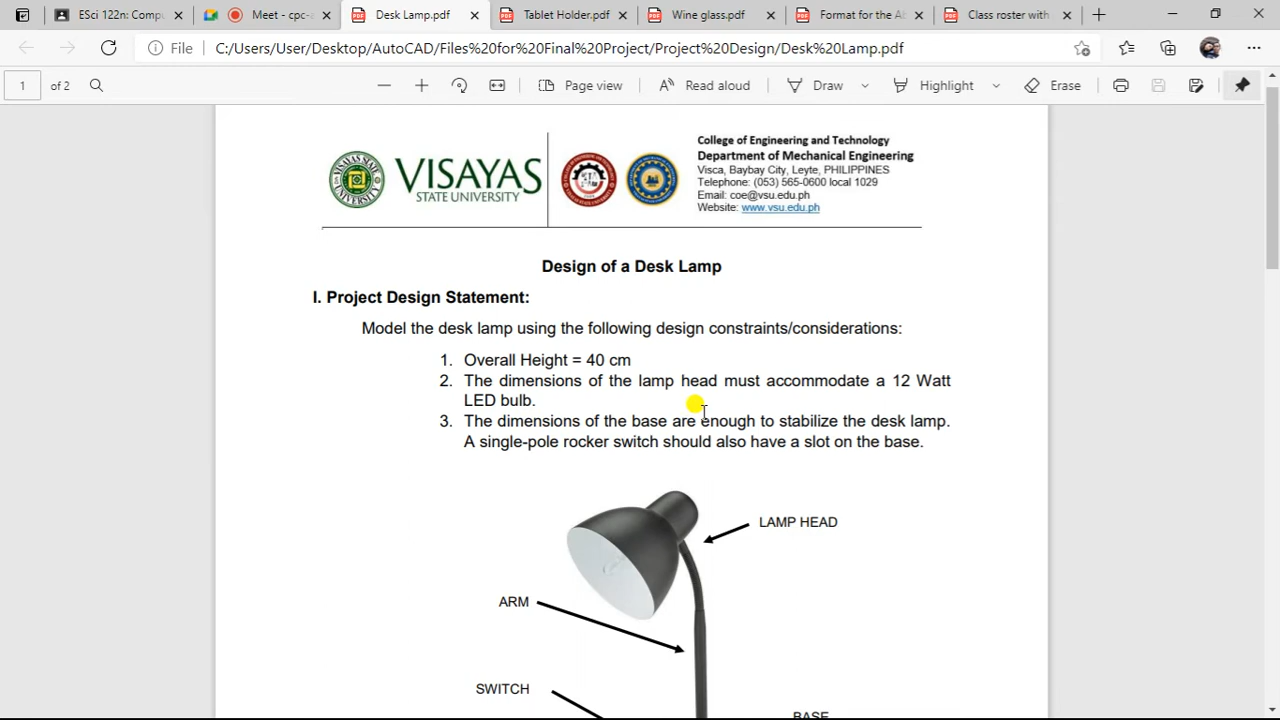 ESci 122n: Compu
Meet - cpc-a
Desk Lamp.pdf
Tablet Holder.pdf
Wine glass.pdf
Format for the Ab
Class roster with
File
C:/Users/User/Desktop/AutoCAD/Files%20for%20Final%20Project/Project%20Design/Desk%20Lamp.pdf
1 of 2
Page view
Read aloud
Draw
Highlight
Erase
VISAYAS
STATE UNIVERSITY
College of Engineering and Technology
Department of Mechanical Engineering
Visca, Baybay City, Leyte, PHILIPPINES
Telephone: (053) 565-0600 local 1029
Email: coe@vsu.edu.ph
Website: www.vsu.edu.ph
Design of a Desk Lamp
I. Project Design Statement:
Model the desk lamp using the following design constraints/considerations:
1. Overall Height = 40 cm
2. The dimensions of the lamp head must accommodate a 12 Watt
LED bulb.
3. The dimensions of the base are enough to stabilize the desk lamp.
A single-pole rocker switch should also have a slot on the base.
LAMP HEAD
ARM
SWITCH
BASE